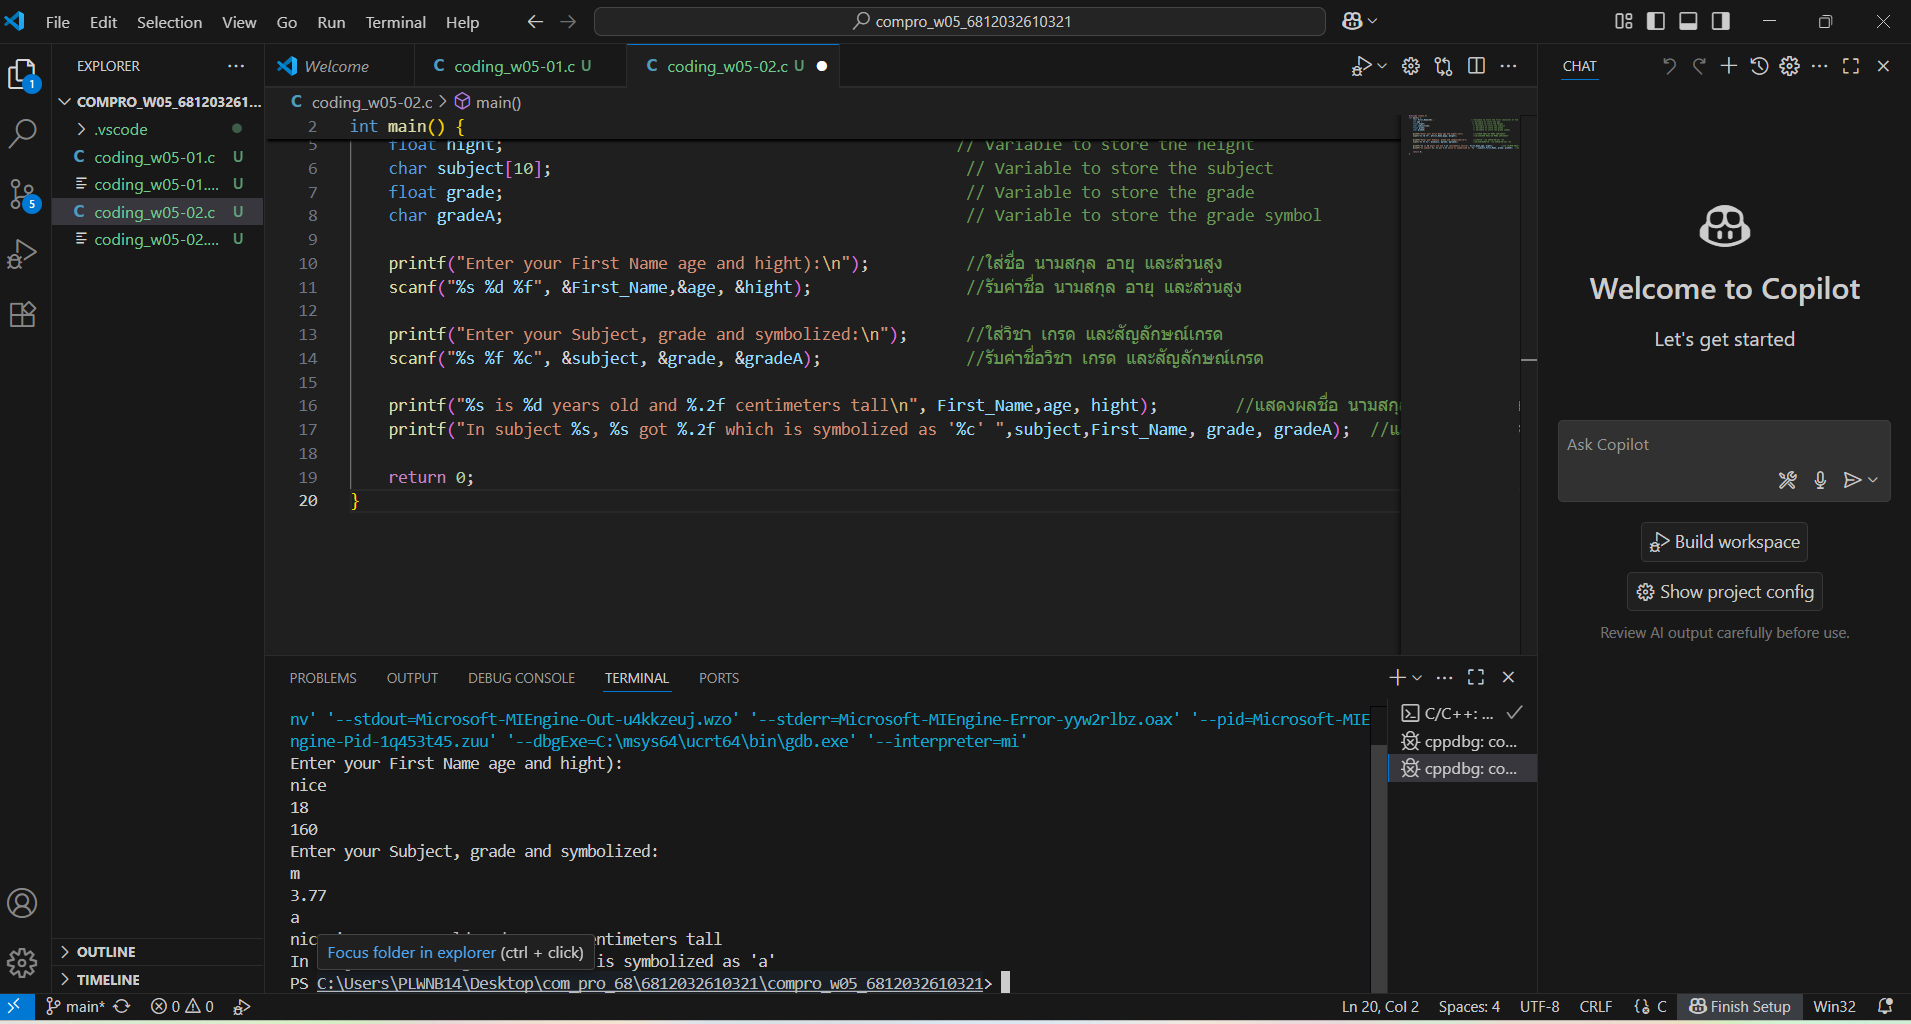 File Edit Selection View Go Run Terminal Help
compro_w05_6812032610321
EXPLORER
COMPRO_W05_681203261...
.vscode
coding_w05-01.c U
coding_w05-01.... U
coding_w05-02.c U
coding_w05-02.... U
OUTLINE
TIMELINE
1
5
Welcome
C coding_w05-01.c U
C coding_w05-02.c U
C coding_w05-02.c > main()
2 int main() {
5 float hight; // Variable to store the height
6 char subject[10]; // Variable to store the subject
7 float grade; // Variable to store the grade
8 char gradeA; // Variable to store the grade symbol
9
10 printf("Enter your First Name age and hight):\n"); //ใส่ชื่อ นามสกุล อายุ และส่วนสูง
11 scanf("%s %d %f", &First_Name,&age, &hight); //รับค่าชื่อ นามสกุล อายุ และส่วนสูง
12
13 printf("Enter your Subject, grade and symbolized:\n"); //ใส่วิชา เกรด และสัญลักษณ์เกรด
14 scanf("%s %f %c", &subject, &grade, &gradeA); //รับค่าชื่อวิชา เกรด และสัญลักษณ์เกรด
15
16 printf("%s is %d years old and %.2f centimeters tall\n", First_Name,age, hight); //แสดงผลชื่อ นามสกุ
17 printf("In subject %s, %s got %.2f which is symbolized as '%c' ",subject,First_Name, grade, gradeA); //แ
18
19 return 0;
20 }
PROBLEMS OUTPUT DEBUG CONSOLE TERMINAL PORTS
nv' '--stdout=Microsoft-MIEngine-Out-u4kkzeuj.wzo' '--stderr=Microsoft-MIEngine-Error-yyw2rlbz.oax' '--pid=Microsoft-MIE
ngine-Pid-1q453t45.zuu' '--dbgExe=C:\msys64\ucrt64\bin\gdb.exe' '--interpreter=mi'
Enter your First Name age and hight):
nice
18
160
Enter your Subject, grade and symbolized:
m
3.77
a
nic entimeters tall
Focus folder in explorer (ctrl + click)
In is symbolized as 'a'
PS C:\Users\PLWNB14\Desktop\com_pro_68\6812032610321\compro_w05_6812032610321>
C/C++: ...
cppdbg: co...
cppdbg: co...
CHAT
Welcome to Copilot
Let's get started
Ask Copilot
Build workspace
Show project config
Review AI output carefully before use.
main* 0 0
Ln 20, Col 2 Spaces: 4 UTF-8 CRLF {} C Finish Setup Win32